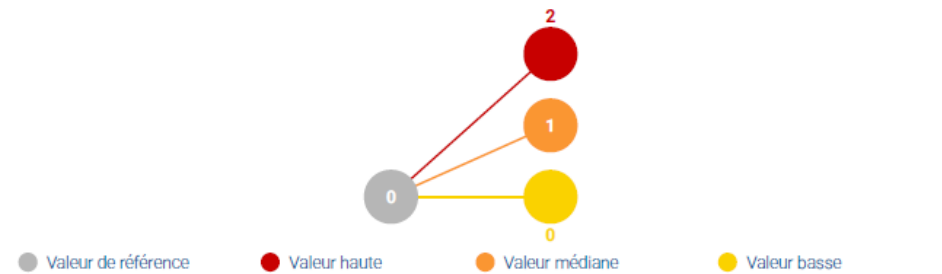 2
1
0
0
Valeur de référence
Valeur haute
Valeur médiane
Valeur basse